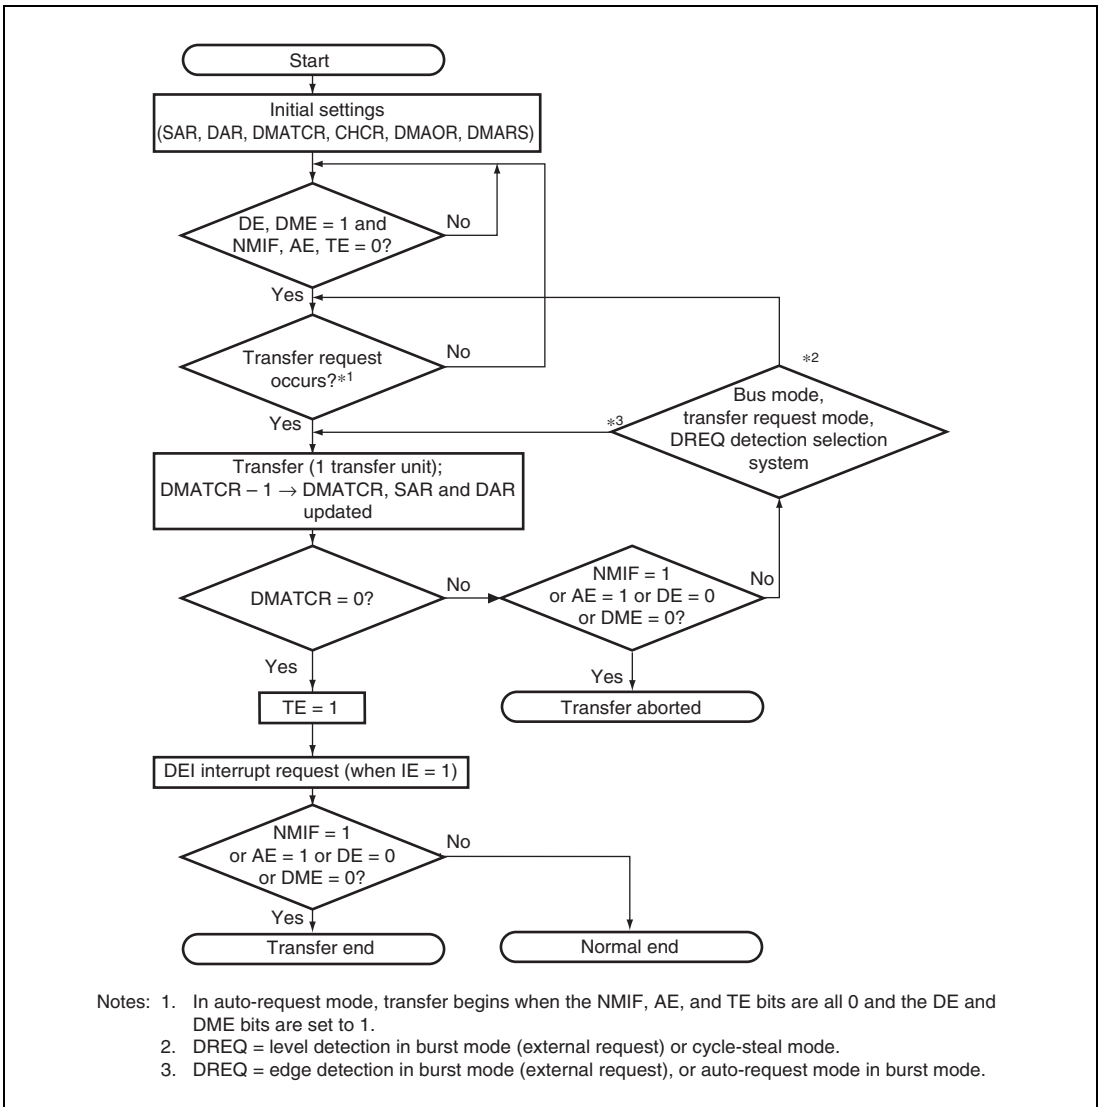 Start
Initial settings
(SAR, DAR, DMATCR, CHCR, DMAOR, DMARS)
DE, DME = 1 and
NMIF, AE, TE = 0?
No
Yes
Transfer request
occurs?*1
No
*2
Bus mode,
transfer request mode,
DREQ detection selection
system
Yes
*3
Transfer (1 transfer unit);
DMATCR – 1 → DMATCR, SAR and DAR
updated
DMATCR = 0?
No
NMIF = 1
or AE = 1 or DE = 0
or DME = 0?
No
Yes
Yes
TE = 1
Transfer aborted
DEI interrupt request (when IE = 1)
NMIF = 1
or AE = 1 or DE = 0
or DME = 0?
No
Yes
Transfer end
Normal end
Notes: 1. In auto-request mode, transfer begins when the NMIF, AE, and TE bits are all 0 and the DE and
DME bits are set to 1.
2. DREQ = level detection in burst mode (external request) or cycle-steal mode.
3. DREQ = edge detection in burst mode (external request), or auto-request mode in burst mode.